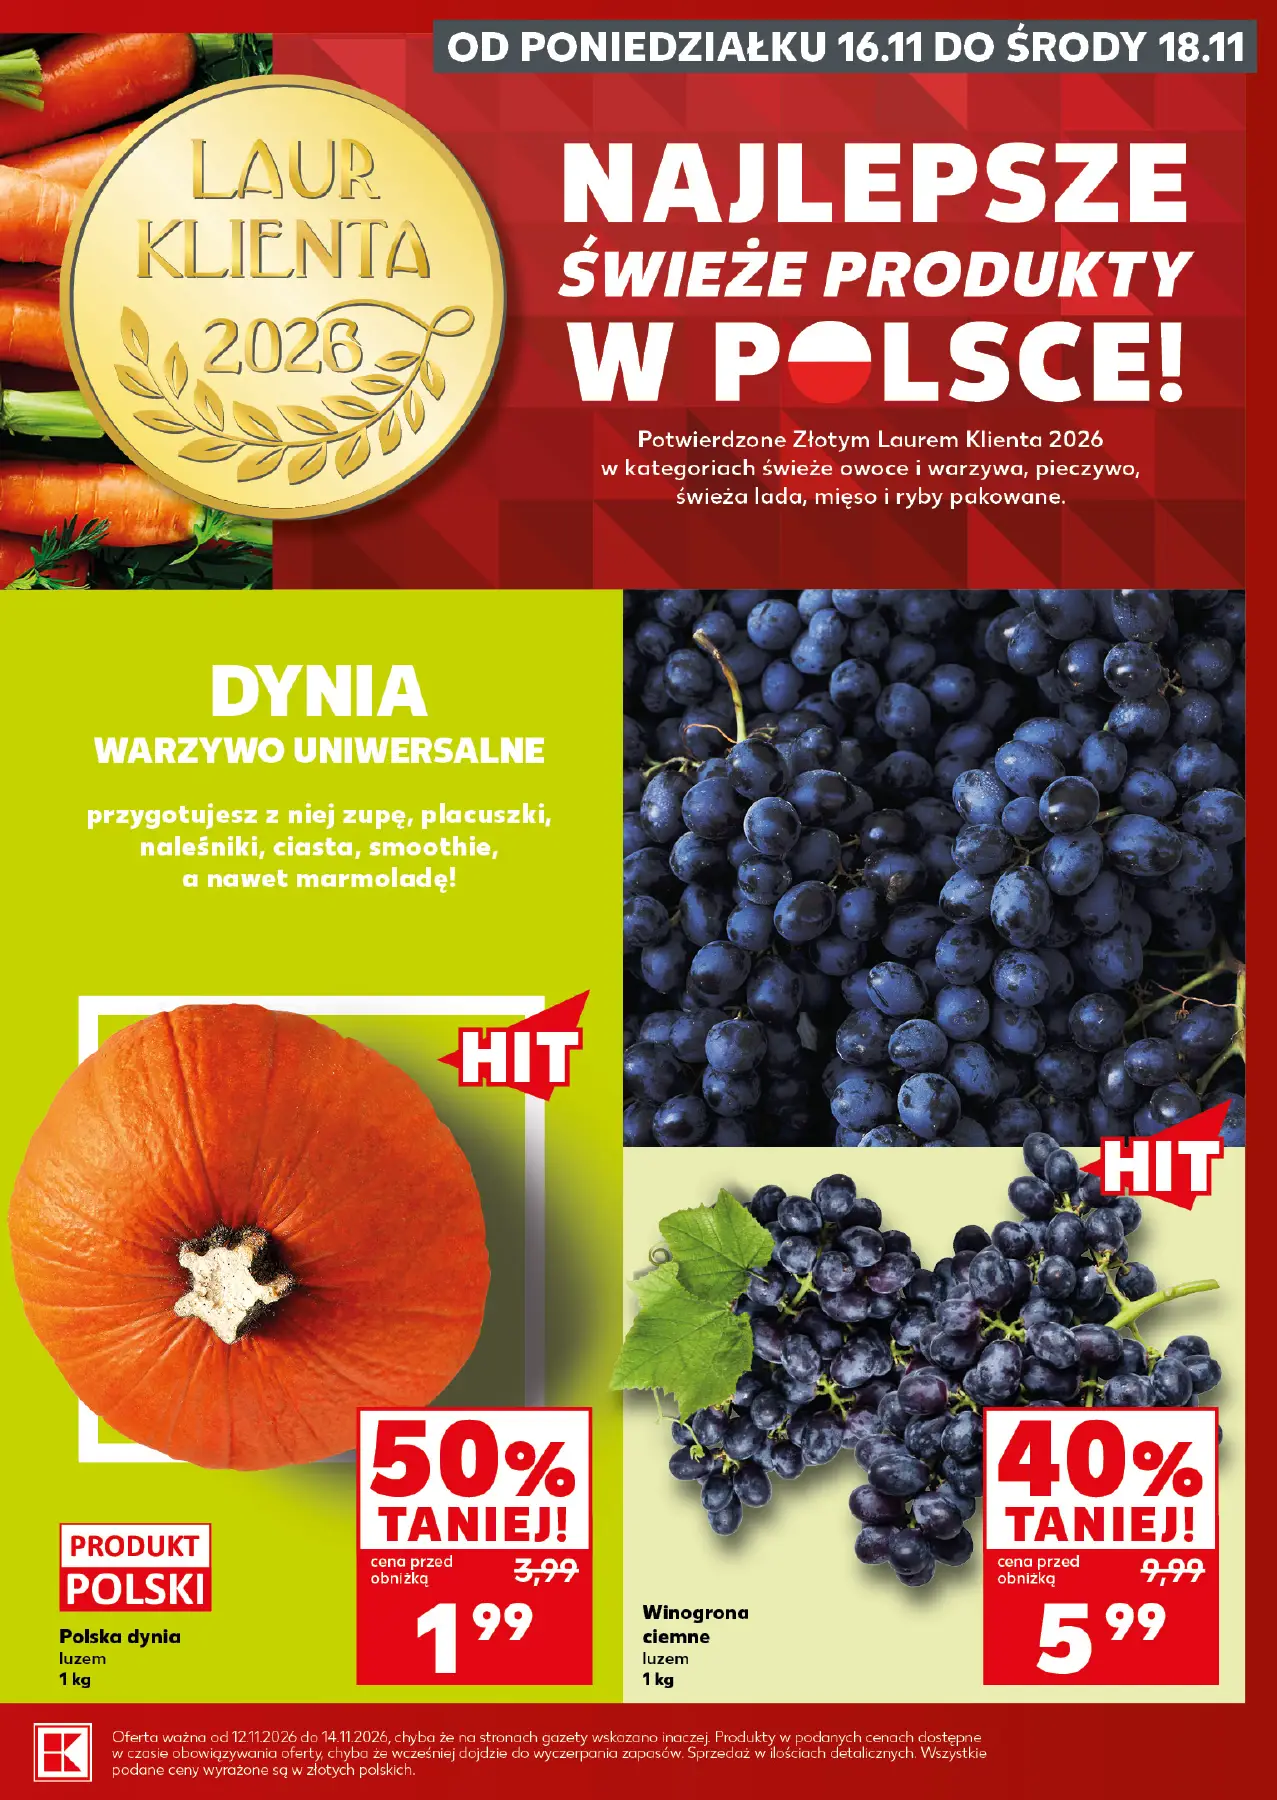 OD PONIEDZIAŁKU 16.11 DO ŚRODY 18.11
LAUR
KLIENTA
2026
NAJLEPSZE
ŚWIEŻE PRODUKTY
W POLSCE!
Potwierdzone Złotym Laurem Klienta 2026
w kategoriach świeże owoce i warzywa, pieczywo,
świeża lada, mięso i ryby pakowane.
DYNIA
WARZYWO UNIWERSALNE
przygotujesz z niej zupę, placuszki,
naleśniki, ciasta, smoothie,
a nawet marmoladę!
HIT
50%
TANIEJ!
cena przed
obniżką
3,99
1 99
PRODUKT
POLSKI
Polska dynia
luzem
1 kg
HIT
40%
TANIEJ!
cena przed
obniżką
9,99
5 99
Winogrona
ciemne
luzem
1 kg
K
Oferta ważna od 12.11.2026 do 14.11.2026, chyba że na stronach gazety wskazano inaczej. Produkty w podanych cenach dostępne
w czasie obowiązywania oferty, chyba że wcześniej dojdzie do wyczerpania zapasów. Sprzedaż w ilościach detalicznych. Wszystkie
podane ceny wyrażone są w złotych polskich.